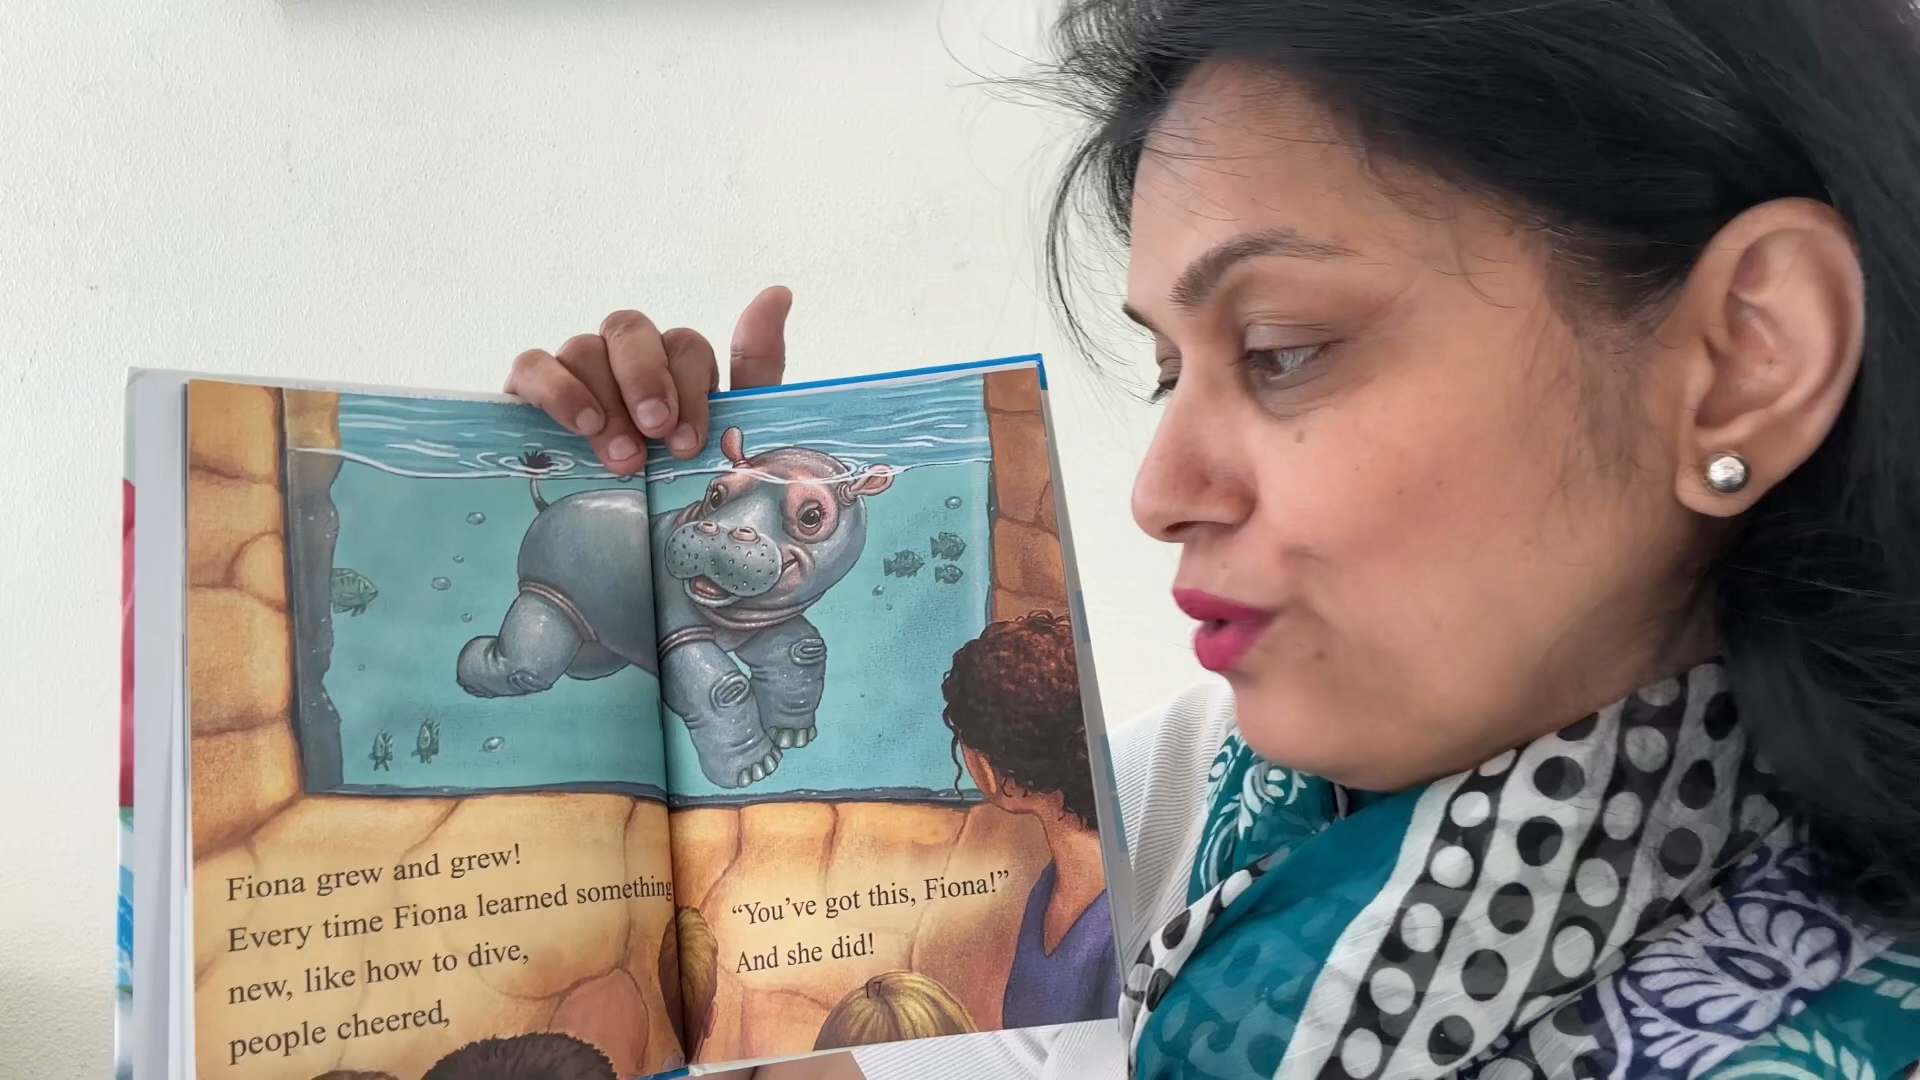 Fiona grew and grew!
Every time Fiona learned something
new, like how to dive,
people cheered,
“You’ve got this, Fiona!”
And she did!
17